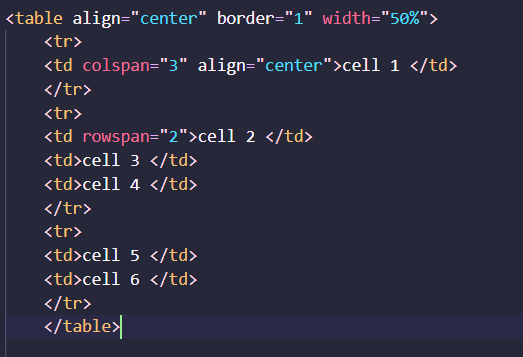 <table align="center" border="1" width="50%">
<tr>
<td colspan="3" align="center">cell 1 </td>
</tr>
<tr>
<td rowspan="2">cell 2 </td>
<td>cell 3 </td>
<td>cell 4 </td>
</tr>
<tr>
<td>cell 5 </td>
<td>cell 6 </td>
</tr>
</table>